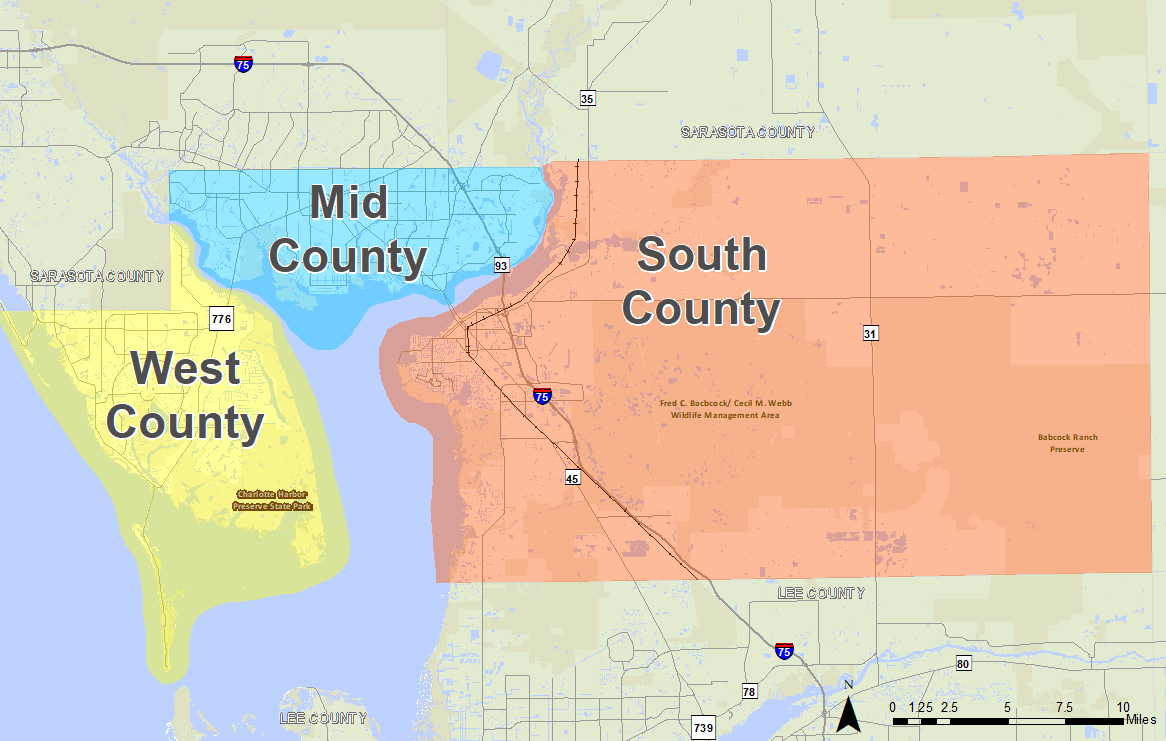 75
35
SARASOTA COUNTY
Mid
County
South
County
93
SARASOTA COUNTY
776
31
West
County
75
Fred C. Babcbock/ Cecil M. Webb
Wildlife Management Area
Babcock Ranch
Preserve
45
Charlotte Harbor
Preserve State Park
LEE COUNTY
75
80
78
N
LEE COUNTY
739
0 1.25 2.5 5 7.5 10
Miles